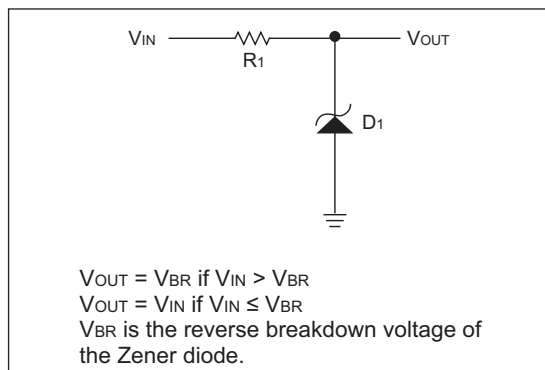 VIN
VOUT
R1
D1
VOUT = VBR if VIN > VBR
VOUT = VIN if VIN ≤ VBR
VBR is the reverse breakdown voltage of
the Zener diode.